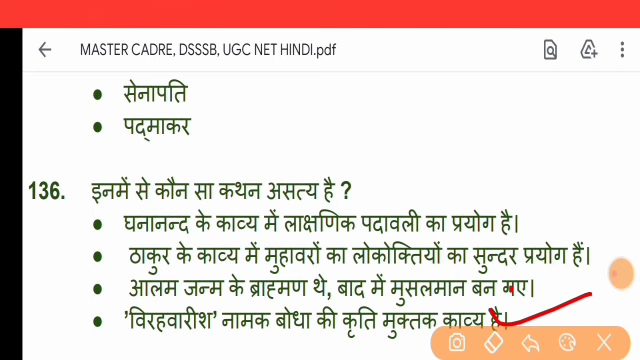 MASTER CADRE, DSSSB, UGC NET HINDI.pdf
● सेनापति
● पद्माकर
136. इनमें से कौन सा कथन असत्य है ?
● घनानन्द के काव्य में लाक्षणिक पदावली का प्रयोग है।
● ठाकुर के काव्य में मुहावरों का लोकोक्तियों का सुन्दर प्रयोग हैं।
● आलम जन्म के ब्राह्मण थे, बाद में मुसलमान बन गए।
● 'विरहवारीश' नामक बोधा की कृति मुक्तक काव्य है।